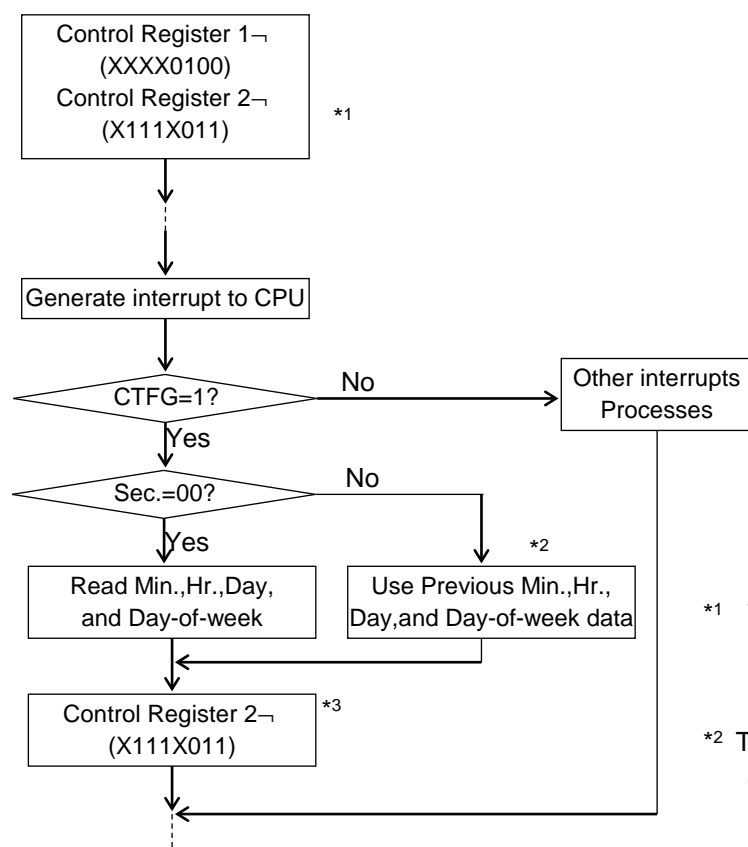 Control Register 1¬
(XXXX0100)
Control Register 2¬
(X111X011)
*1
Generate interrupt to CPU
CTFG=1?
No
Other interrupts
Processes
Yes
Sec.=00?
No
Yes
*2
Read Min.,Hr.,Day,
and Day-of-week
Use Previous Min.,Hr.,
Day,and Day-of-week data
*1
Control Register 2¬
(X111X011)
*3
*2 T